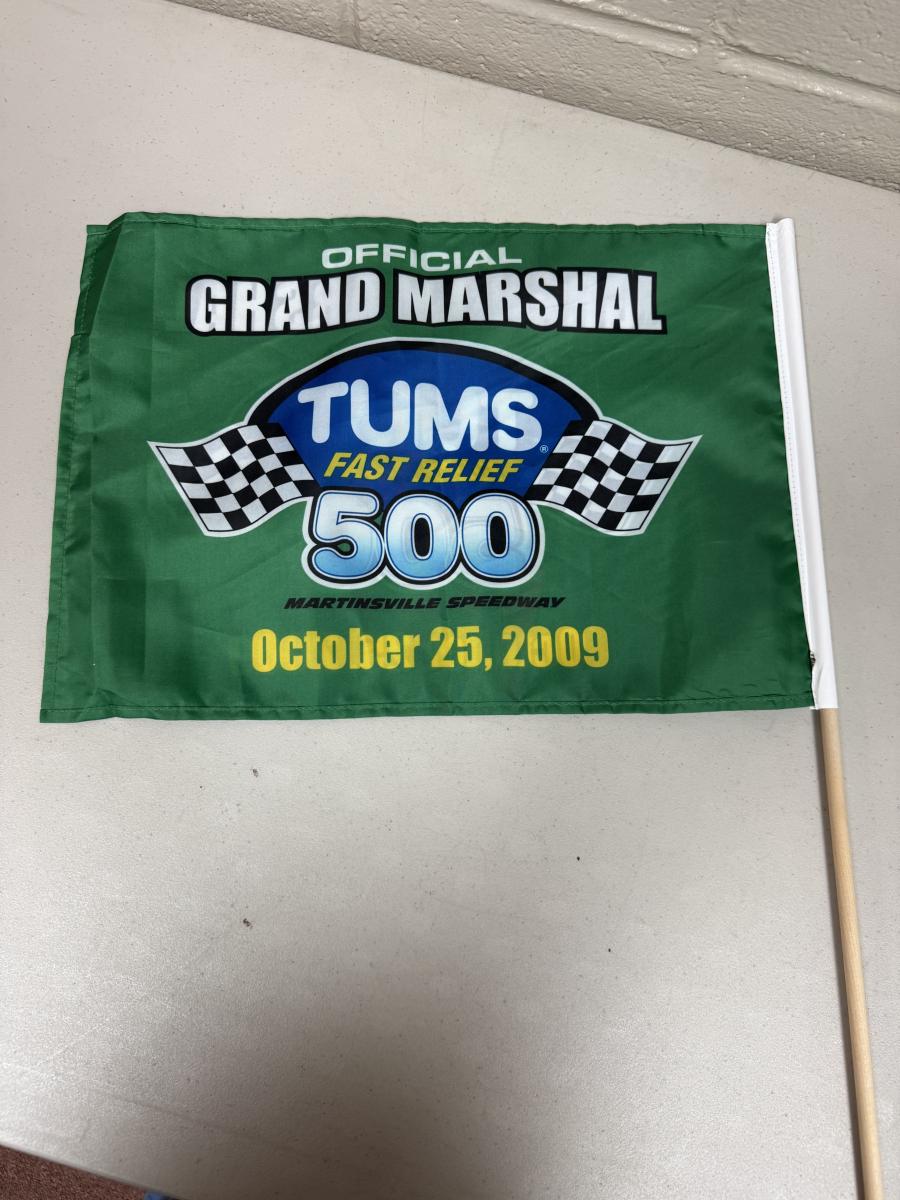 OFFICIAL
GRAND MARSHAL
TUMS®
FAST RELIEF
500
MARTINSVILLE SPEEDWAY
October 25, 2009